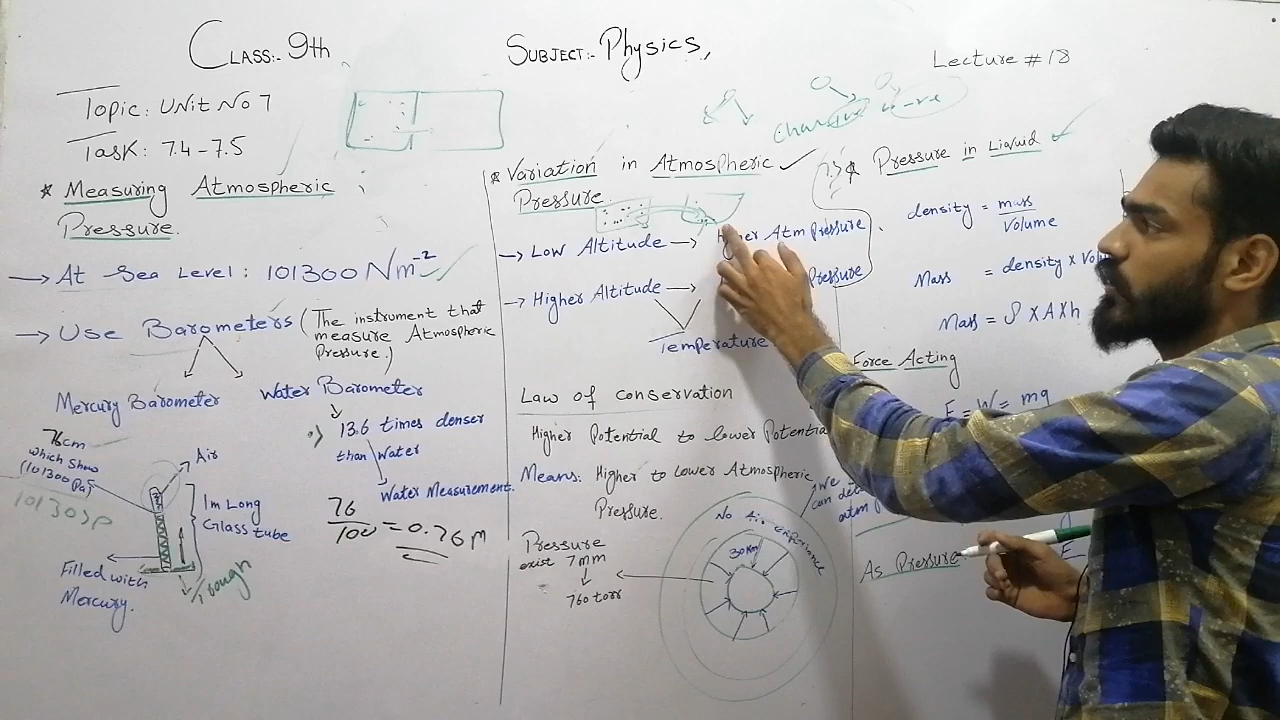 CLASS:- 9th
SUBJECT:- Physics,
Lecture # 18
Topic: UNit No 7
Task: 7.4 - 7.5
* Measuring Atmospheric
Pressure.
→ At Sea Level: 101300 Nm⁻²
→ Use Barometers (The instrument that
measure Atmospheric
Pressure.)
Mercury Barometer
Water Barometer
13.6 times denser
than Water
Water Measurement.
76cm
which show
(101300 Pa)
Air
1m Long
Glass tube
Filled with
Mercury.
Trough
76/100 = 0.76 m
* Variation in Atmospheric
Pressure.
→ Low Altitude → Higher Atm Pressure
→ Higher Altitude → Pressure
Temperature
Law of conservation
Higher Potential to lower
Means: Higher to lower Atmospheric
Pressure.
Pressure
exist 7mm
760 torr
No Air experience
30Km
we
can
atm
* Pressure in Liquid
density = mass / Volume
Mass = density x
Mass = ρ x A x h
Force Acting
F = W = mg
As Pressure